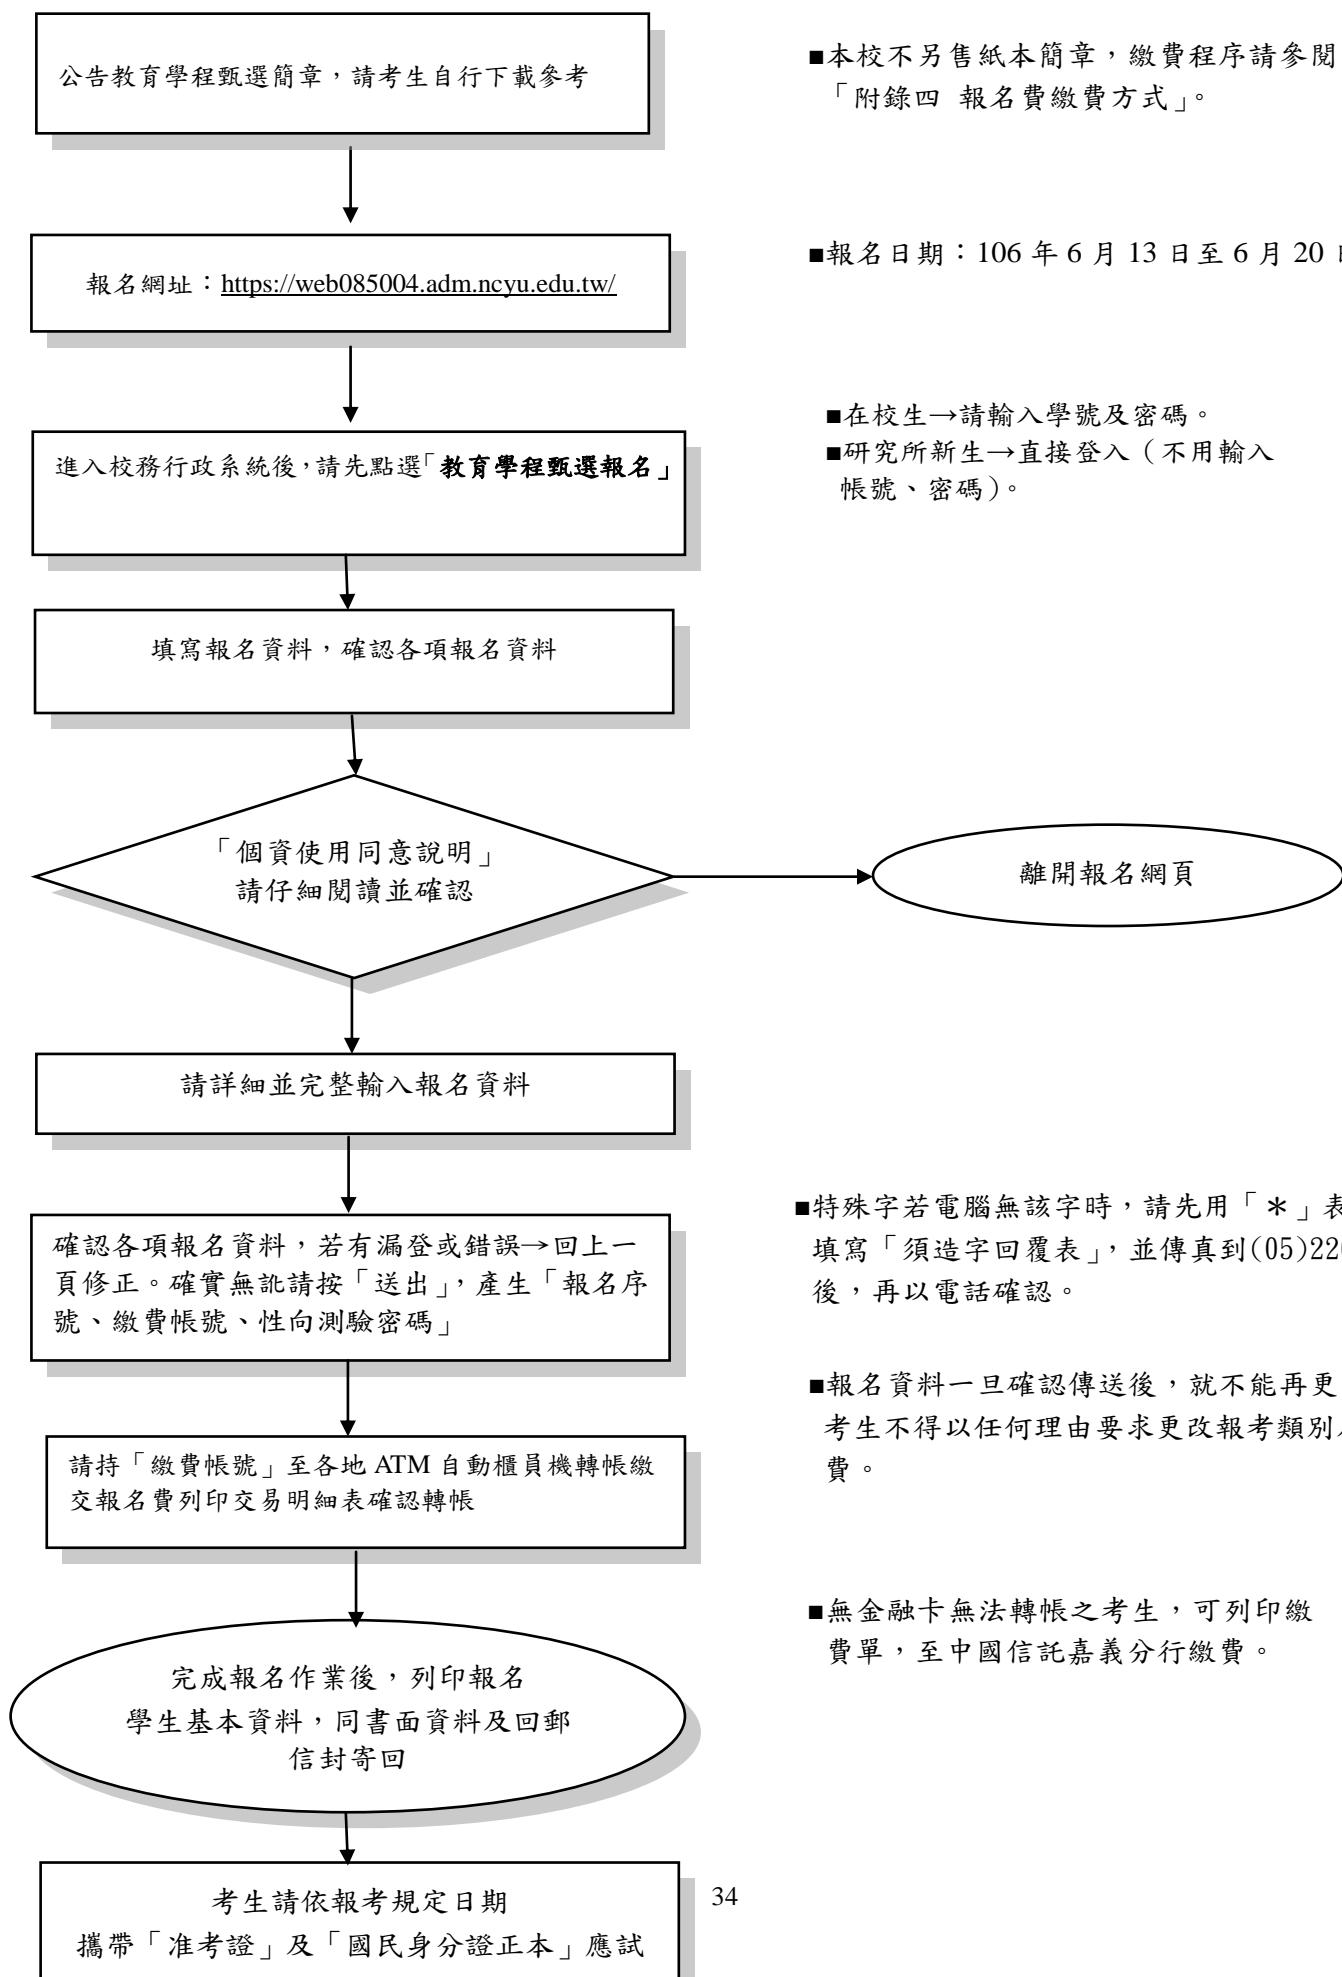 公告教育學程甄選簡章，請考生自行下載參考
■本校不另售紙本簡章，繳費程序請參閱
「附錄四 報名費繳費方式」。
報名網址：https://web085004.adm.ncyu.edu.tw/
■報名日期：106 年 6 月 13 日至 6 月 20
進入校務行政系統後，請先點選「教育學程甄選報名」
■在校生→請輸入學號及密碼。
■研究所新生→直接登入（不用輸入
帳號、密碼）。
填寫報名資料，確認各項報名資料
「個資使用同意說明」
請仔細閱讀並確認
離開報名網頁
請詳細並完整輸入報名資料
確認各項報名資料，若有漏登或錯誤→回上一
頁修正。確實無訛請按「送出」，產生「報名序
號、繳費帳號、性向測驗密碼」
■特殊字若電腦無該字時，請先用「＊」表
填寫「須造字回覆表」，並傳真到(05)22
後，再以電話確認。
■報名資料一旦確認傳送後，就不能再更
考生不得以任何理由要求更改報考類別
費。
請持「繳費帳號」至各地 ATM 自動櫃員機轉帳繳
交報名費列印交易明細表確認轉帳
■無金融卡無法轉帳之考生，可列印繳
費單，至中國信託嘉義分行繳費。
完成報名作業後，列印報名
學生基本資料，同書面資料及回郵
信封寄回
考生請依報考規定日期
攜帶「准考證」及「國民身分證正本」應試
34